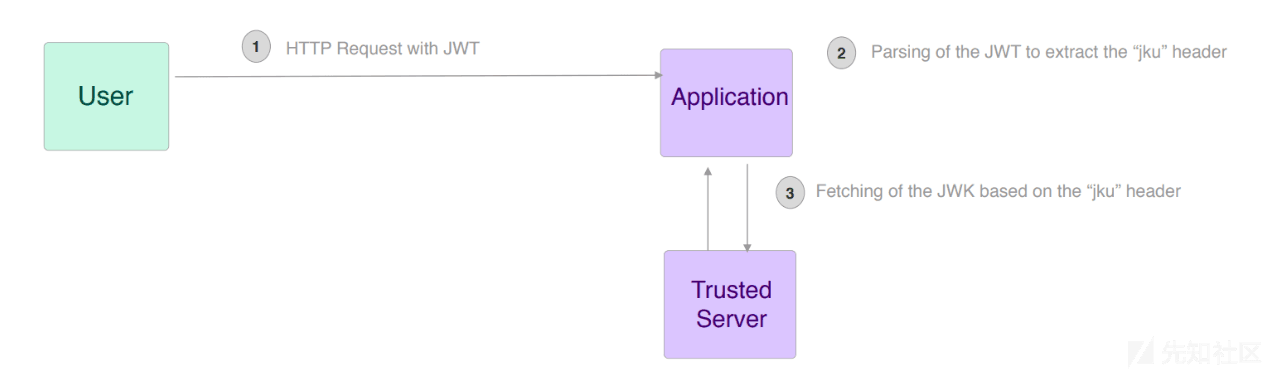 1 HTTP Request with JWT
2 Parsing of the JWT to extract the “jku” header
User
Application
3 Fetching of the JWK based on the “jku” header
Trusted
Server
先知社区